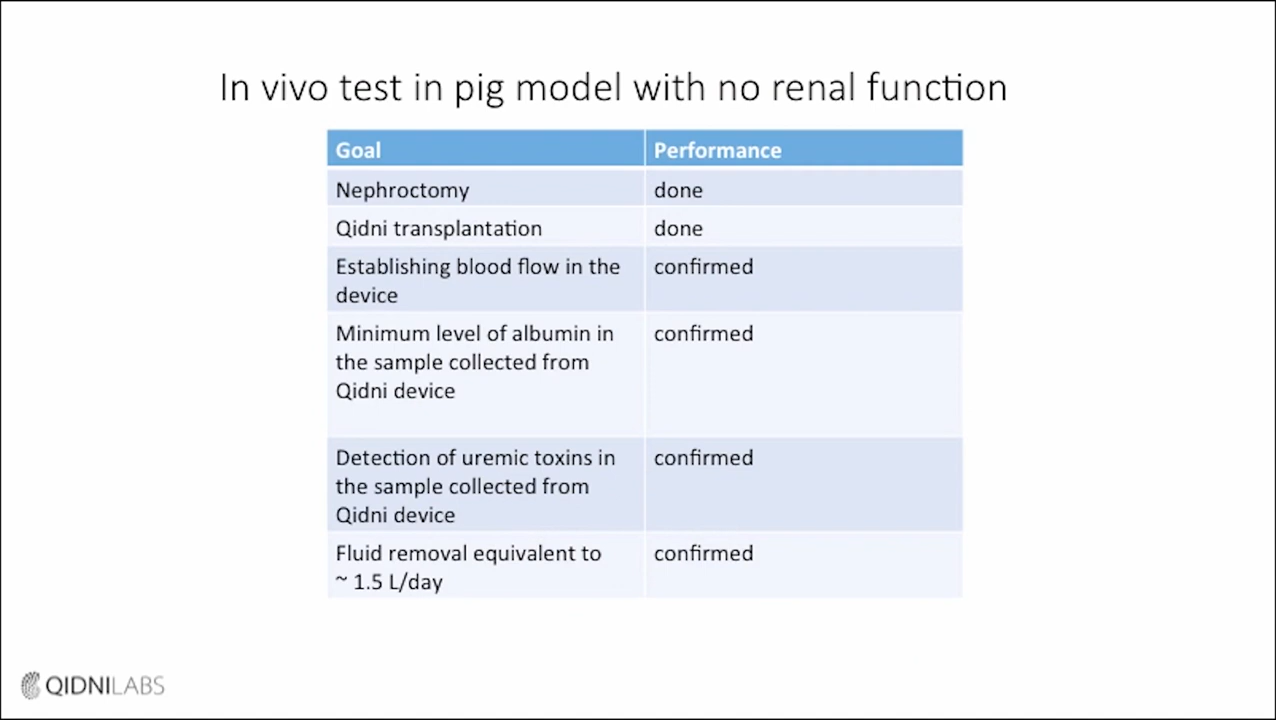 In vivo test in pig model with no renal function
Goal Performance
Nephroctomy done
Qidni transplantation done
Establishing blood flow in the confirmed
device
Minimum level of albumin in confirmed
the sample collected from
Qidni device
Detection of uremic toxins in confirmed
the sample collected from
Qidni device
Fluid removal equivalent to confirmed
~ 1.5 L/day
QIDNILABS